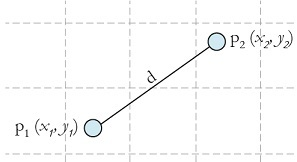 p₂ (x₂, y₂)
d
p₁ (x₁, y₁)